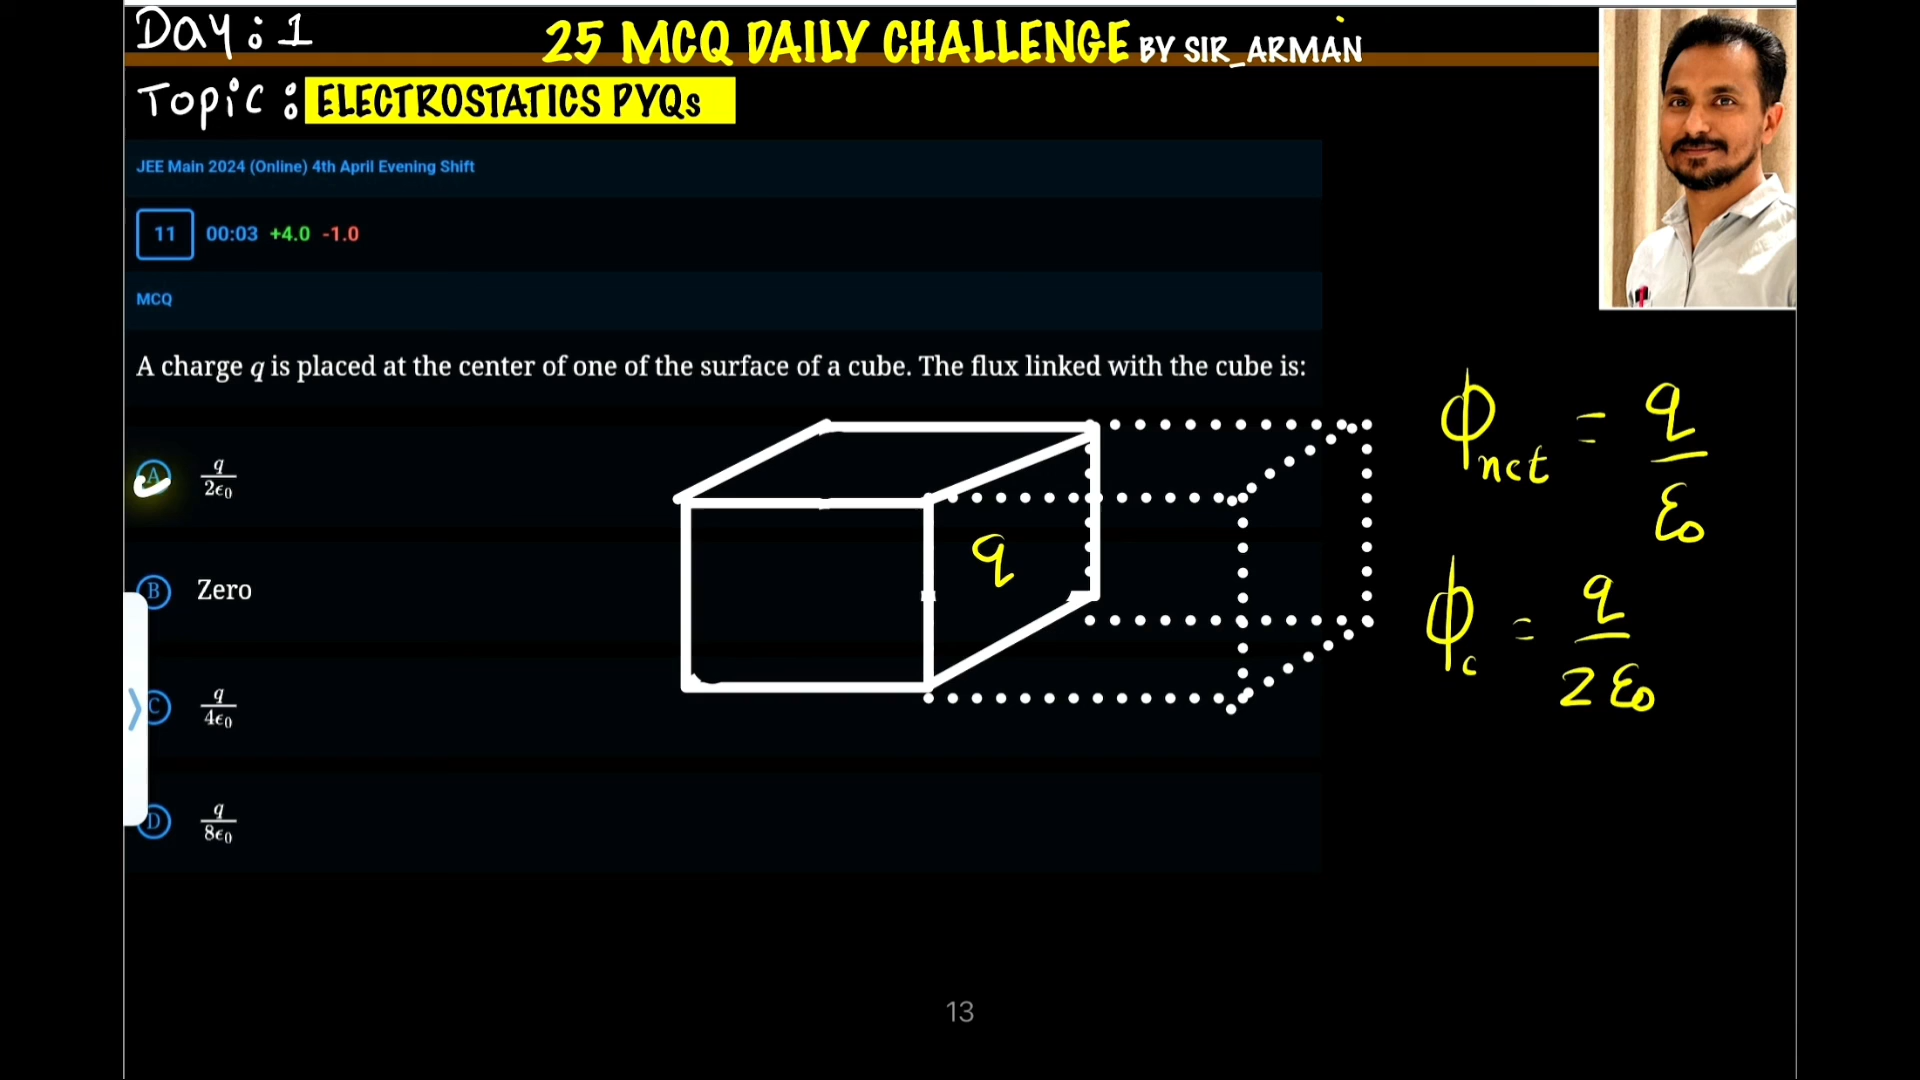 Day : 1
25 MCQ DAILY CHALLENGE BY SIR_ARMAN
Topic : ELECTROSTATICS PYQs
JEE Main 2024 (Online) 4th April Evening Shift
11 00:03 +4.0 -1.0
MCQ
A charge q is placed at the center of one of the surface of a cube. The flux linked with the cube is:
A q/2ϵ₀
B Zero
C q/4ϵ₀
D q/8ϵ₀
q
ϕnet = q/ε₀
ϕc = q/2ε₀
13